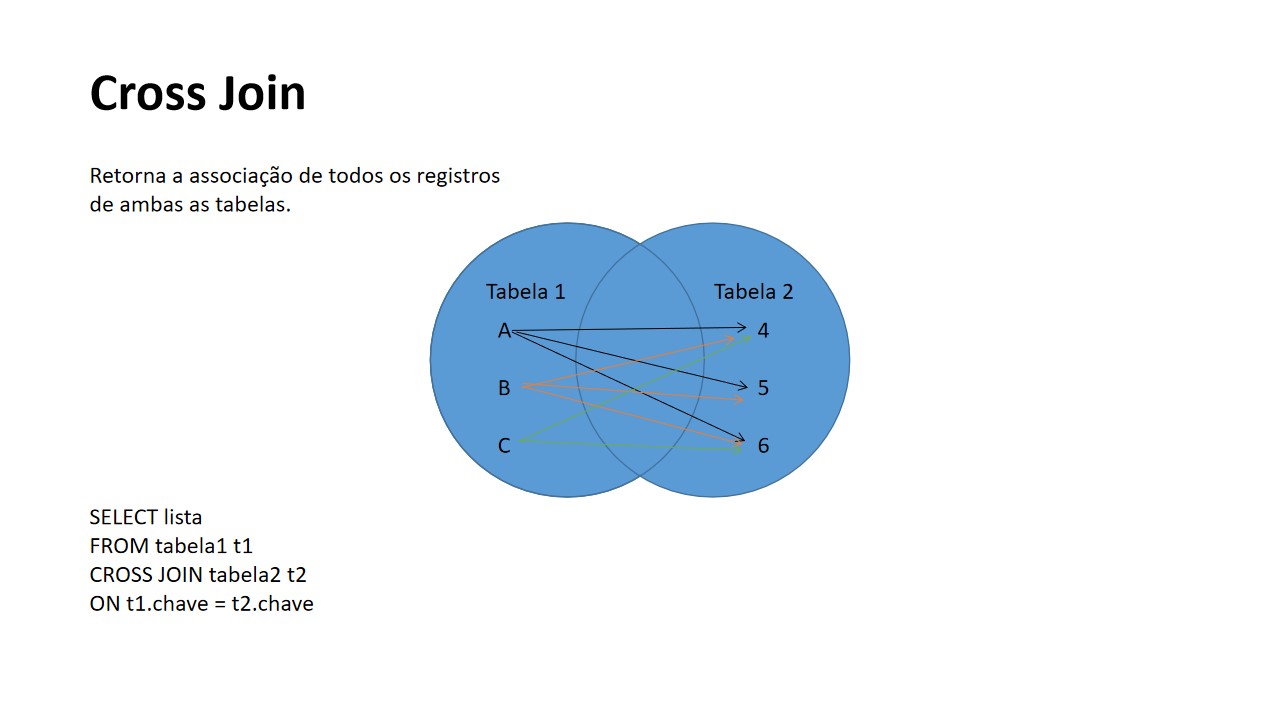 Cross Join
Retorna a associação de todos os registros
de ambas as tabelas.
Tabela 1 Tabela 2
A 4
B 5
C 6
SELECT lista
FROM tabela1 t1
CROSS JOIN tabela2 t2
ON t1.chave = t2.chave